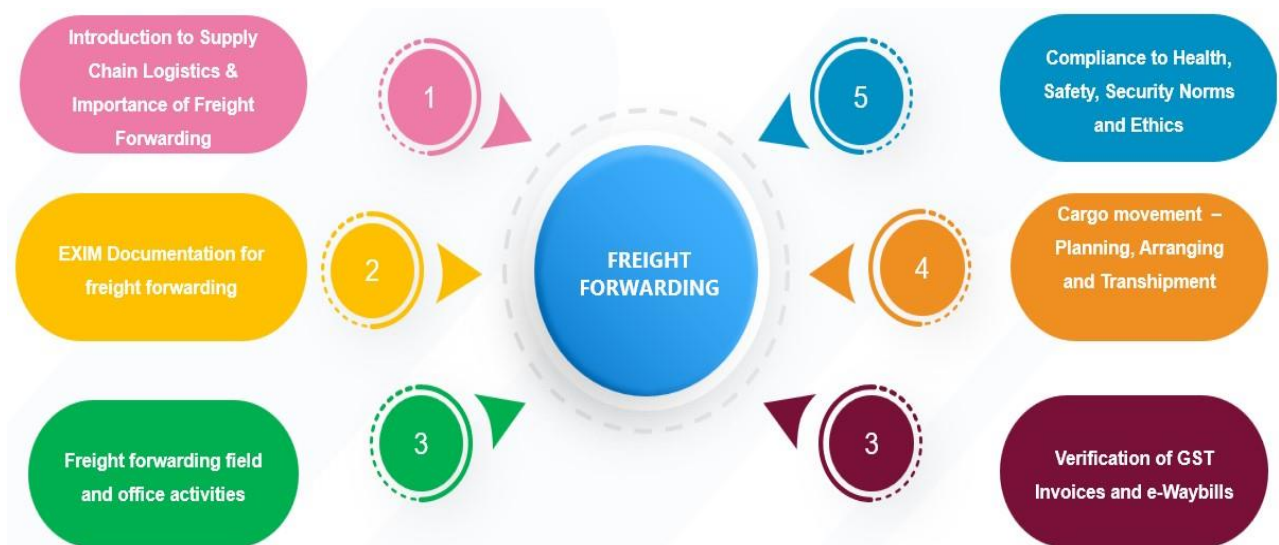 Introduction to Supply
Chain Logistics &
Importance of Freight
Forwarding
1
EXIM Documentation for
freight forwarding
2
Freight forwarding field
and office activities
3
FREIGHT
FORWARDING
5
Compliance to Health,
Safety, Security Norms
and Ethics
4
Cargo movement –
Planning, Arranging
and Transhipment
3
Verification of GST
Invoices and e-Waybills